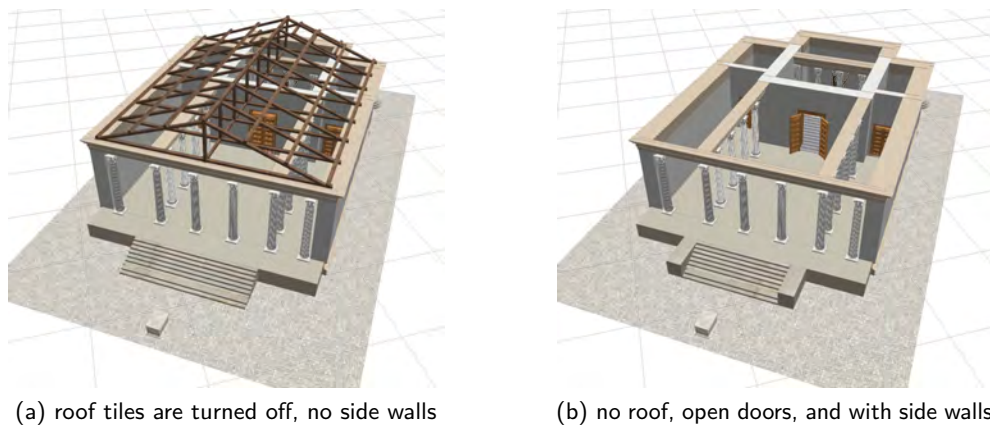 (a) roof tiles are turned off, no side walls
(b) no roof, open doors, and with side walls